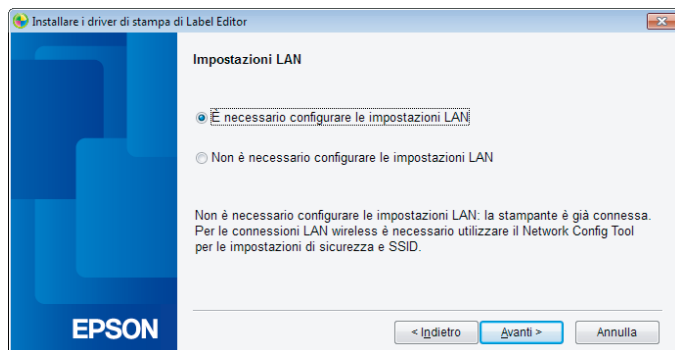 Installare i driver di stampa di Label Editor
Impostazioni LAN
È necessario configurare le impostazioni LAN
Non è necessario configurare le impostazioni LAN
Non è necessario configurare le impostazioni LAN: la stampante è già connessa.
Per le connessioni LAN wireless è necessario utilizzare il Network Config Tool
per le impostazioni di sicurezza e SSID.
EPSON
< Indietro
Avanti >
Annulla